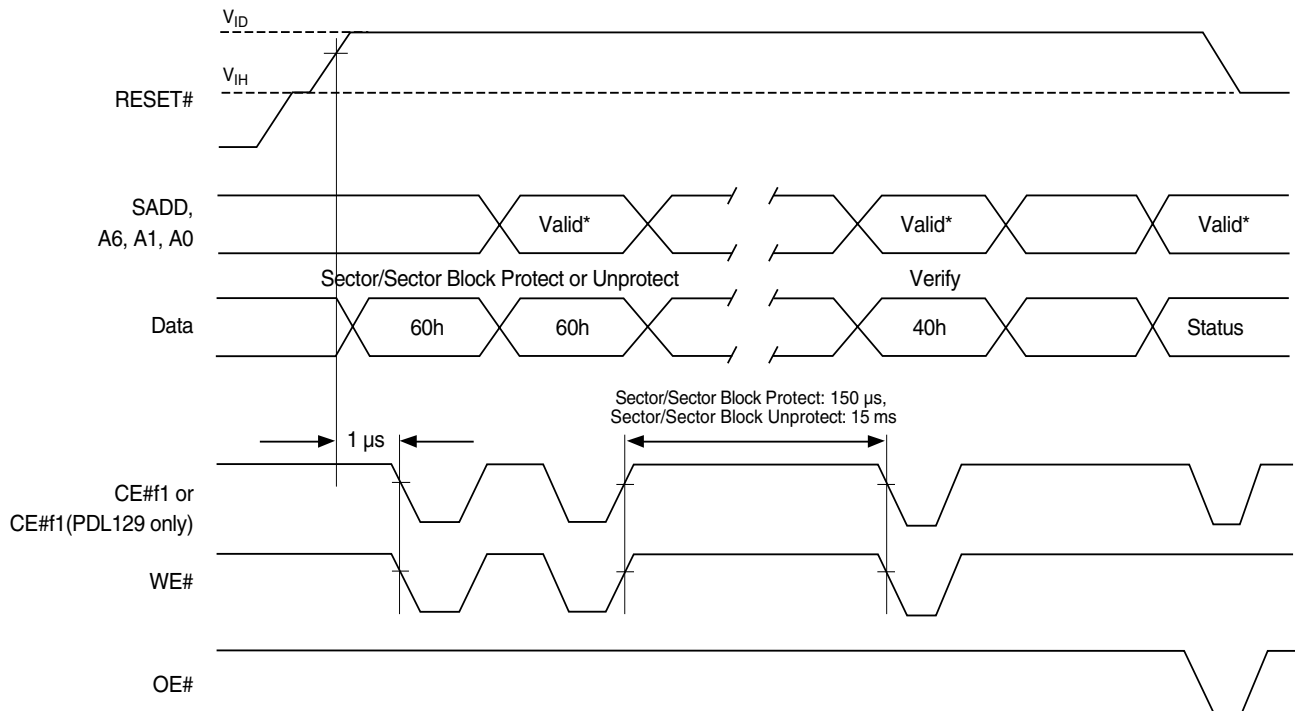 VID
VIH
RESET#
SADD,
A6, A1, A0
Valid*
Valid*
Valid*
Sector/Sector Block Protect or Unprotect
Verify
Data
60h
60h
40h
Status
Sector/Sector Block Protect: 150 µs,
Sector/Sector Block Unprotect: 15 ms
1 µs
CE#f1 or
CE#f1(PDL129 only)
WE#
OE#